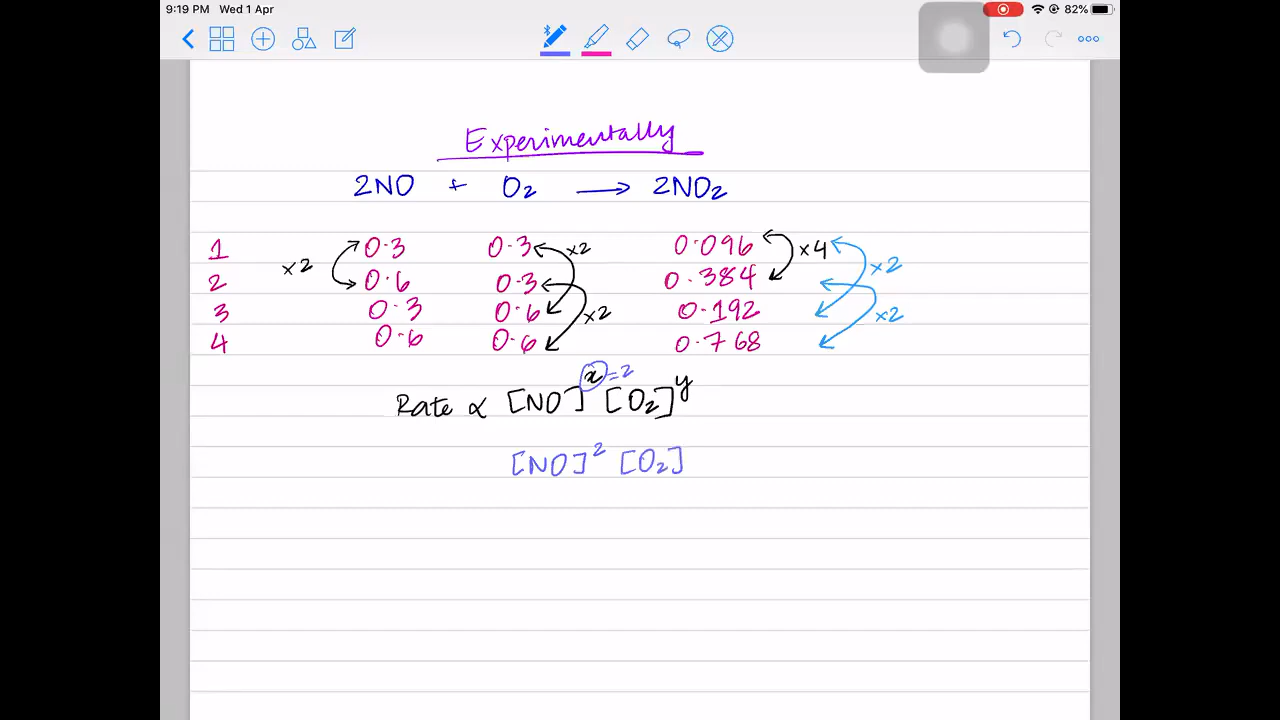 9:19 PM Wed 1 Apr 82%
Experimentally
2NO + O₂ → 2NO₂
1 0.3 0.3 ×2 0.096 ×4 ×2
×2
2 0.6 0.3 0.384
3 0.3 0.6 ×2 0.192 ×2
4 0.6 0.6 0.768
x = 2
Rate ∝ [NO]ˣ [O₂]ʸ
[NO]² [O₂]